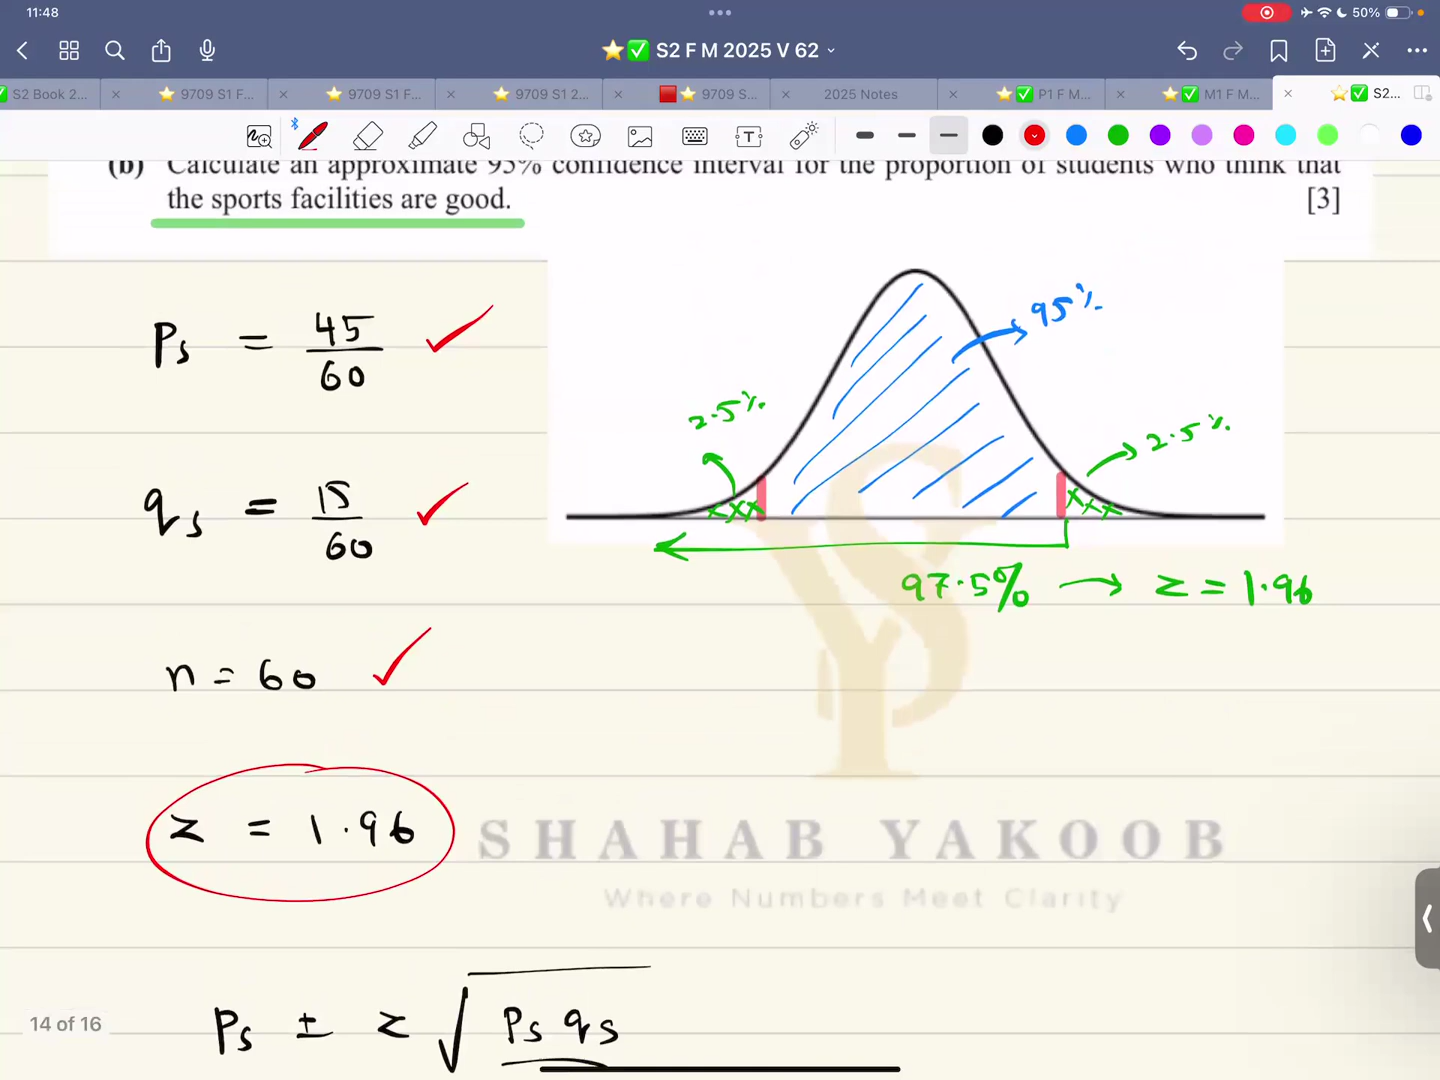 11:48
50%
S2 F M 2025 V 62
S2 Book 2...
9709 S1 F...
9709 S1 F...
9709 S1 2...
9709 S...
2025 Notes
P1 F M...
M1 F M...
S2...
(b) Calculate an approximate 95% confidence interval for the proportion of students who think that
the sports facilities are good. [3]
Ps = 45/60
95%
2.5%
2.5%
qs = 15/60
97.5% → z = 1.96
n = 60
z = 1.96
SHAHAB YAKOOB
Where Numbers Meet Clarity
14 of 16
Ps ± z √ Ps qs